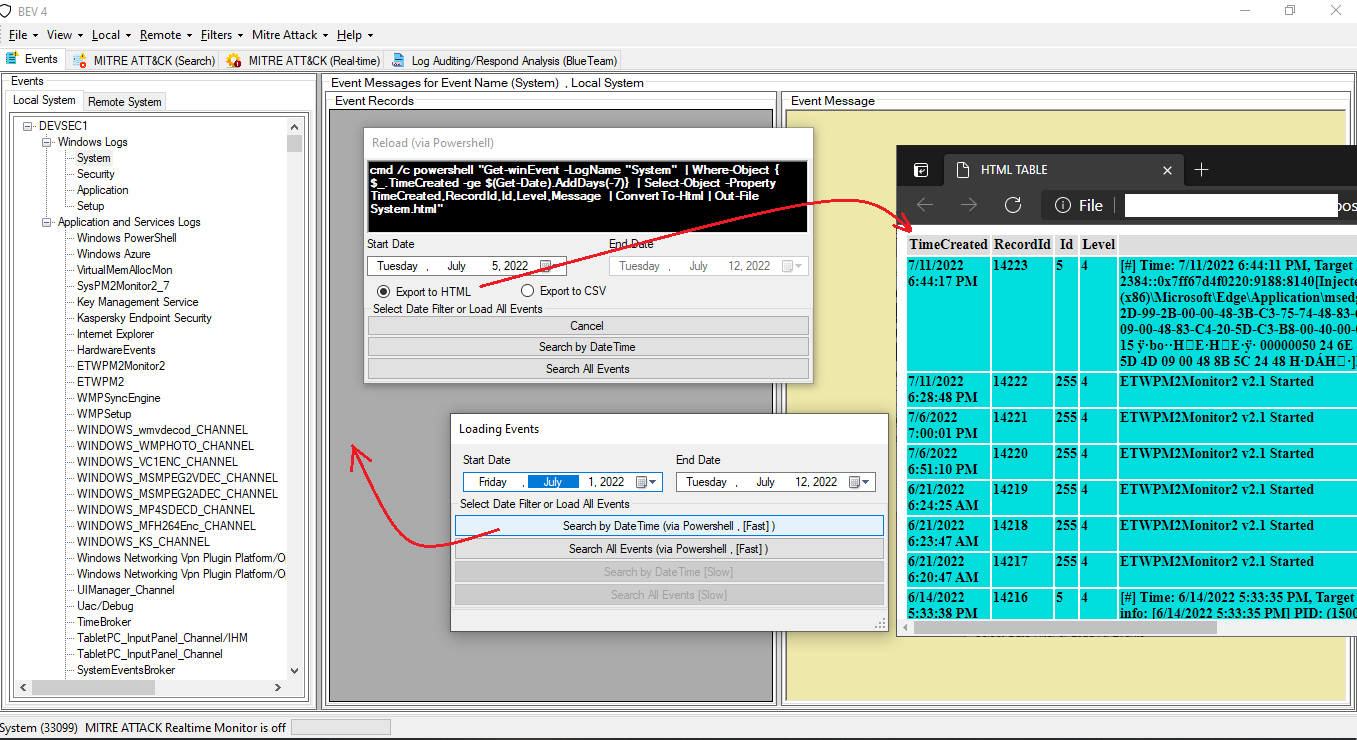 BEV 4
File View Local Remote Filters Mitre Attack Help
Events MITRE ATT&CK (Search) MITRE ATT&CK (Real-time) Log Auditing/Respond Analysis (BlueTeam)
Events
Local System Remote System
DEVSEC1
Windows Logs
System
Security
Application
Setup
Application and Services Logs
Windows PowerShell
Windows Azure
VirtualMemAllocMon
SysPM2Monitor2_7
Key Management Service
Kaspersky Endpoint Security
Internet Explorer
HardwareEvents
ETWPM2Monitor2
ETWPM2
WMPSyncEngine
WMPSetup
WINDOWS_wmvdecod_CHANNEL
WINDOWS_WMPHOTO_CHANNEL
WINDOWS_VC1ENC_CHANNEL
WINDOWS_MSMPEG2VDEC_CHANNEL
WINDOWS_MSMPEG2ADEC_CHANNEL
WINDOWS_MP4SDECD_CHANNEL
WINDOWS_MFH264Enc_CHANNEL
WINDOWS_KS_CHANNEL
Windows Networking Vpn Plugin Platform/O
Windows Networking Vpn Plugin Platform/O
UIManager_Channel
Uac/Debug
TimeBroker
TabletPC_InputPanel_Channel/IHM
TabletPC_InputPanel_Channel
SystemEventsBroker
Event Messages for Event Name (System) , Local System
Event Records
Event Message
Reload (via Powershell)
cmd /c powershell "Get-winEvent -LogName "System" | Where-Object {
$_.TimeCreated -ge $(Get-Date).AddDays(-7)} | Select-Object -Property
TimeCreated,RecordId,Id,Level,Message | ConvertTo-Html | Out-File
System.html"
Start Date End Date
Tuesday , July 5, 2022 Tuesday , July 12, 2022
Export to HTML Export to CSV
Select Date Filter or Load All Events
Cancel
Search by DateTime
Search All Events
Loading Events
Start Date End Date
Friday , July 1, 2022 Tuesday , July 12, 2022
Select Date Filter or Load All Events
Search by DateTime (via Powershell , [Fast] )
Search All Events (via Powershell , [Fast] )
Search by DateTime [Slow]
Search All Events [Slow]
HTML TABLE
File
TimeCreated RecordId Id Level
7/11/2022 14223 5 4 [#] Time: 7/11/2022 6:44:11 PM, Target
6:44:17 PM 2384::0x7ff67d4f0220:9188:8140[Injecte
(x86)\Microsoft\Edge\Application\msedg
2D-99-2B-00-00-48-3B-C3-75-74-48-83-
09-00-48-83-C4-20-5D-C3-B8-00-40-00-
15 ÿ·bo··H□E·H□E·ÿ· 00000050 24 6E
5D 4D 09 00 48 8B 5C 24 48 H·DÁH□·]
7/11/2022 14222 255 4 ETWPM2Monitor2 v2.1 Started
6:28:48 PM
7/6/2022 14221 255 4 ETWPM2Monitor2 v2.1 Started
7:00:01 PM
7/6/2022 14220 255 4 ETWPM2Monitor2 v2.1 Started
6:51:10 PM
6/21/2022 14219 255 4 ETWPM2Monitor2 v2.1 Started
6:24:25 AM
6/21/2022 14218 255 4 ETWPM2Monitor2 v2.1 Started
6:23:47 AM
6/21/2022 14217 255 4 ETWPM2Monitor2 v2.1 Started
6:20:47 AM
6/14/2022 14216 5 4 [#] Time: 6/14/2022 5:33:35 PM, Target
5:33:38 PM info: [6/14/2022 5:33:35 PM] PID: (1500
System (33099) MITRE ATTACK Realtime Monitor is off